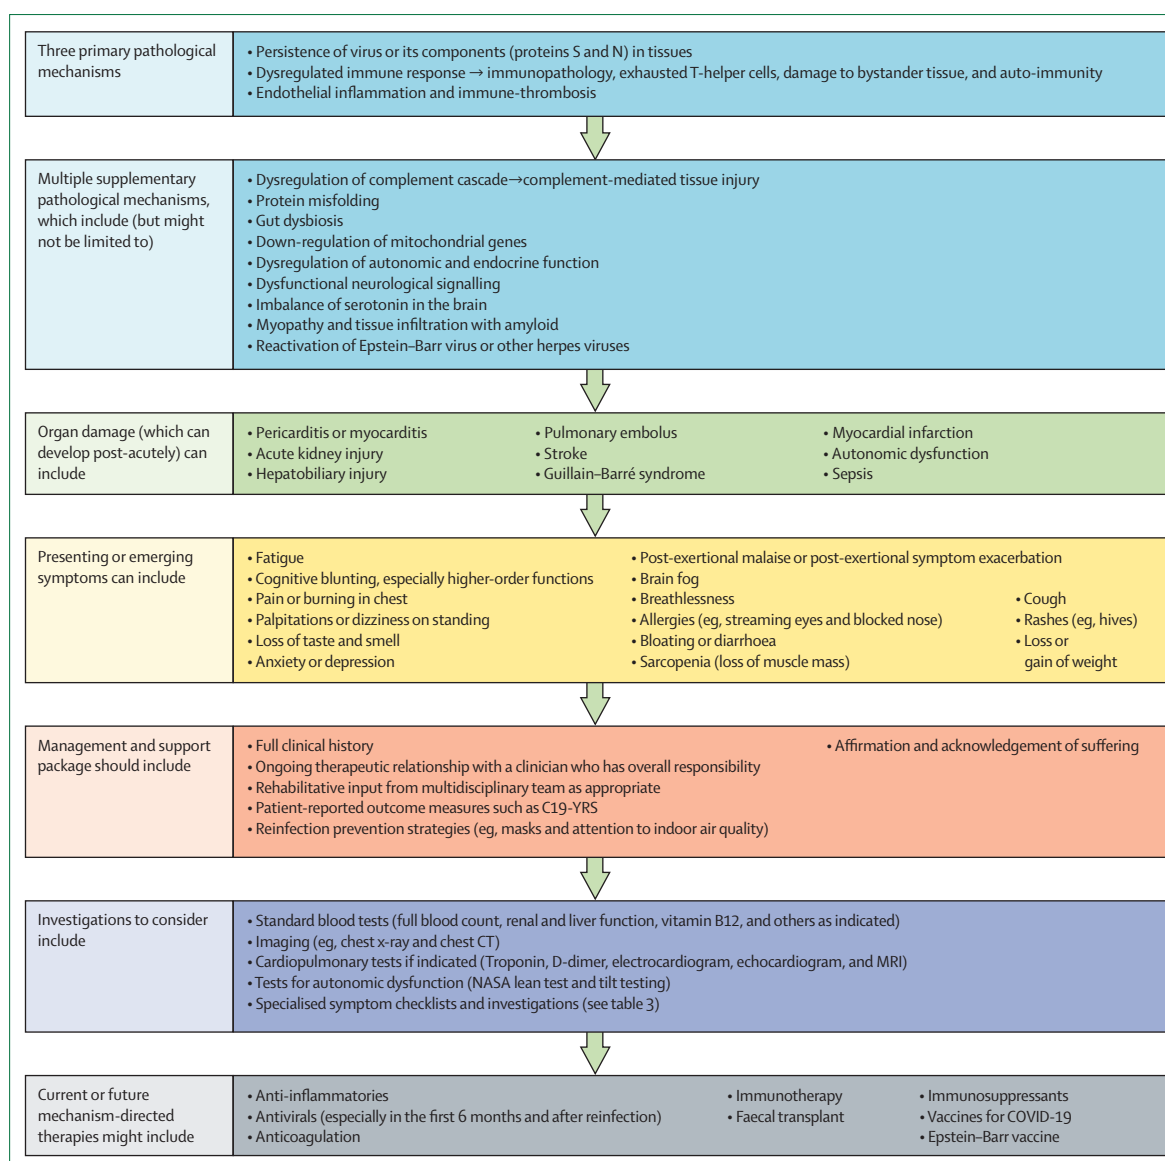 Three primary pathological
mechanisms
• Persistence of virus or its components (proteins S and N) in tissues
• Dysregulated immune response → immunopathology, exhausted T-helper cells, damage to bystander tissue, and auto-immunity
• Endothelial inflammation and immune-thrombosis
Multiple supplementary
pathological mechanisms,
which include (but might
not be limited to)
• Dysregulation of complement cascade→complement-mediated tissue injury
• Protein misfolding
• Gut dysbiosis
• Down-regulation of mitochondrial genes
• Dysregulation of autonomic and endocrine function
• Dysfunctional neurological signalling
• Imbalance of serotonin in the brain
• Myopathy and tissue infiltration with amyloid
• Reactivation of Epstein–Barr virus or other herpes viruses
Organ damage (which can
develop post-acutely) can
include
• Pericarditis or myocarditis
• Acute kidney injury
• Hepatobiliary injury
• Pulmonary embolus
• Stroke
• Guillain–Barré syndrome
• Myocardial infarction
• Autonomic dysfunction
• Sepsis
Presenting or emerging
symptoms can include
• Fatigue
• Cognitive blunting, especially higher-order functions
• Pain or burning in chest
• Palpitations or dizziness on standing
• Loss of taste and smell
• Anxiety or depression
• Post-exertional malaise or post-exertional symptom exacerbation
• Brain fog
• Breathlessness
• Allergies (eg, streaming eyes and blocked nose)
• Bloating or diarrhoea
• Sarcopenia (loss of muscle mass)
• Cough
• Rashes (eg, hives)
• Loss or
gain of weight
Management and support
package should include
• Full clinical history
• Ongoing therapeutic relationship with a clinician who has overall responsibility
• Rehabilitative input from multidisciplinary team as appropriate
• Patient-reported outcome measures such as C19-YRS
• Reinfection prevention strategies (eg, masks and attention to indoor air quality)
• Affirmation and acknowledgement of suffering
Investigations to consider
include
• Standard blood tests (full blood count, renal and liver function, vitamin B12, and others as indicated)
• Imaging (eg, chest x-ray and chest CT)
• Cardiopulmonary tests if indicated (Troponin, D-dimer, electrocardiogram, echocardiogram, and MRI)
• Tests for autonomic dysfunction (NASA lean test and tilt testing)
• Specialised symptom checklists and investigations (see table 3)
Current or future
mechanism-directed
therapies might include
• Anti-inflammatories
• Antivirals (especially in the first 6 months and after reinfection)
• Anticoagulation
• Immunotherapy
• Faecal transplant
• Immunosuppressants
• Vaccines for COVID-19
• Epstein–Barr vaccine